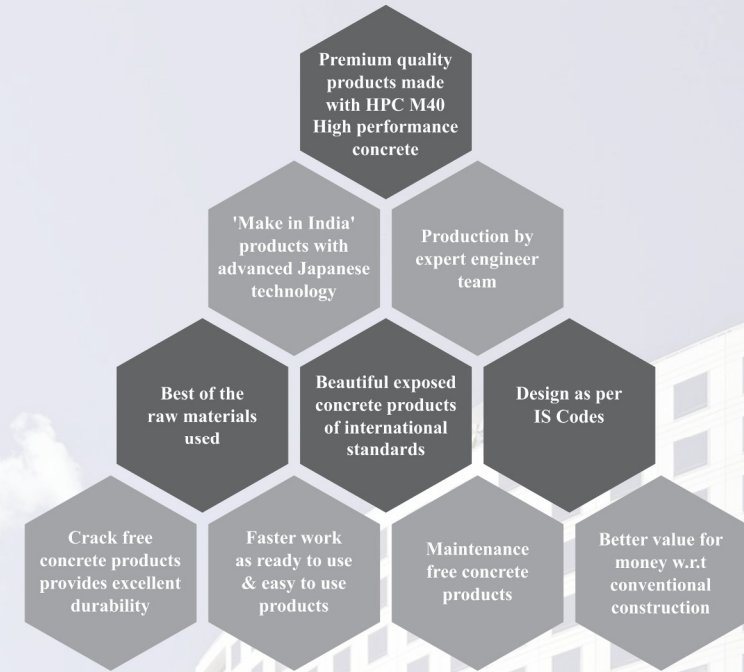 Premium quality
products made
with HPC M40
High performance
concrete
'Make in India'
products with
advanced Japanese
technology
Production by
expert engineer
team
Best of the
raw materials
used
Beautiful exposed
concrete products
of international
standards
Design as per
IS Codes
Crack free
concrete products
provides excellent
durability
Faster work
as ready to use
& easy to use
products
Maintenance
free concrete
products
Better value for
money w.r.t
conventional
construction